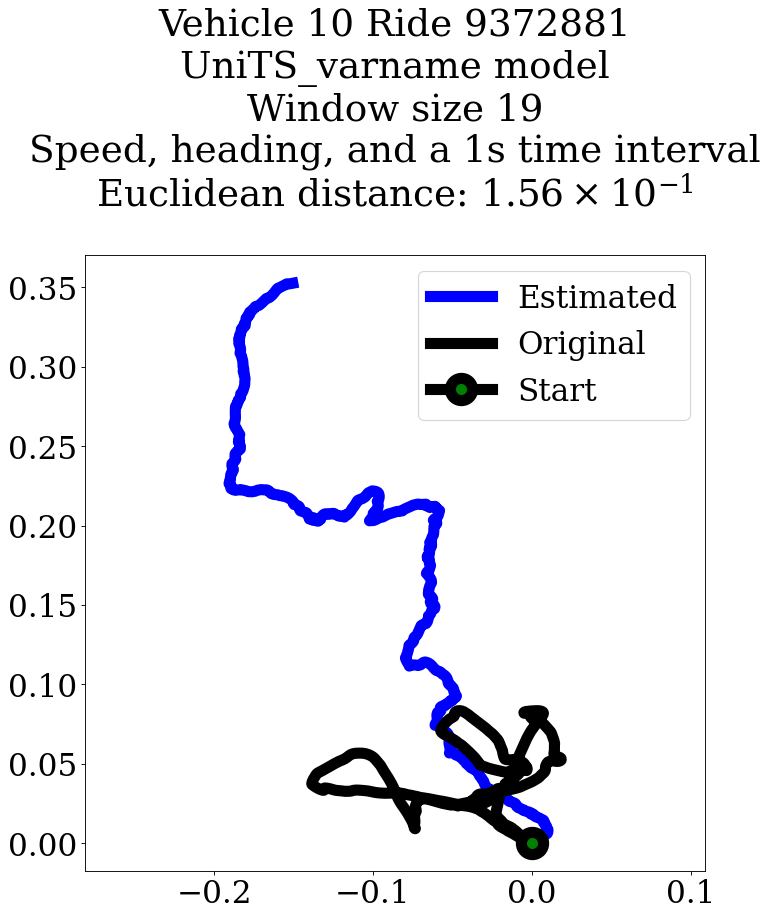 Vehicle 10 Ride 9372881
UniTS_varname model
Window size 19
Speed, heading, and a 1s time interval
Euclidean distance: 1.56 × 10⁻¹
Estimated
Original
Start
0.35
0.30
0.25
0.20
0.15
0.10
0.05
0.00
−0.2 −0.1 0.0 0.1